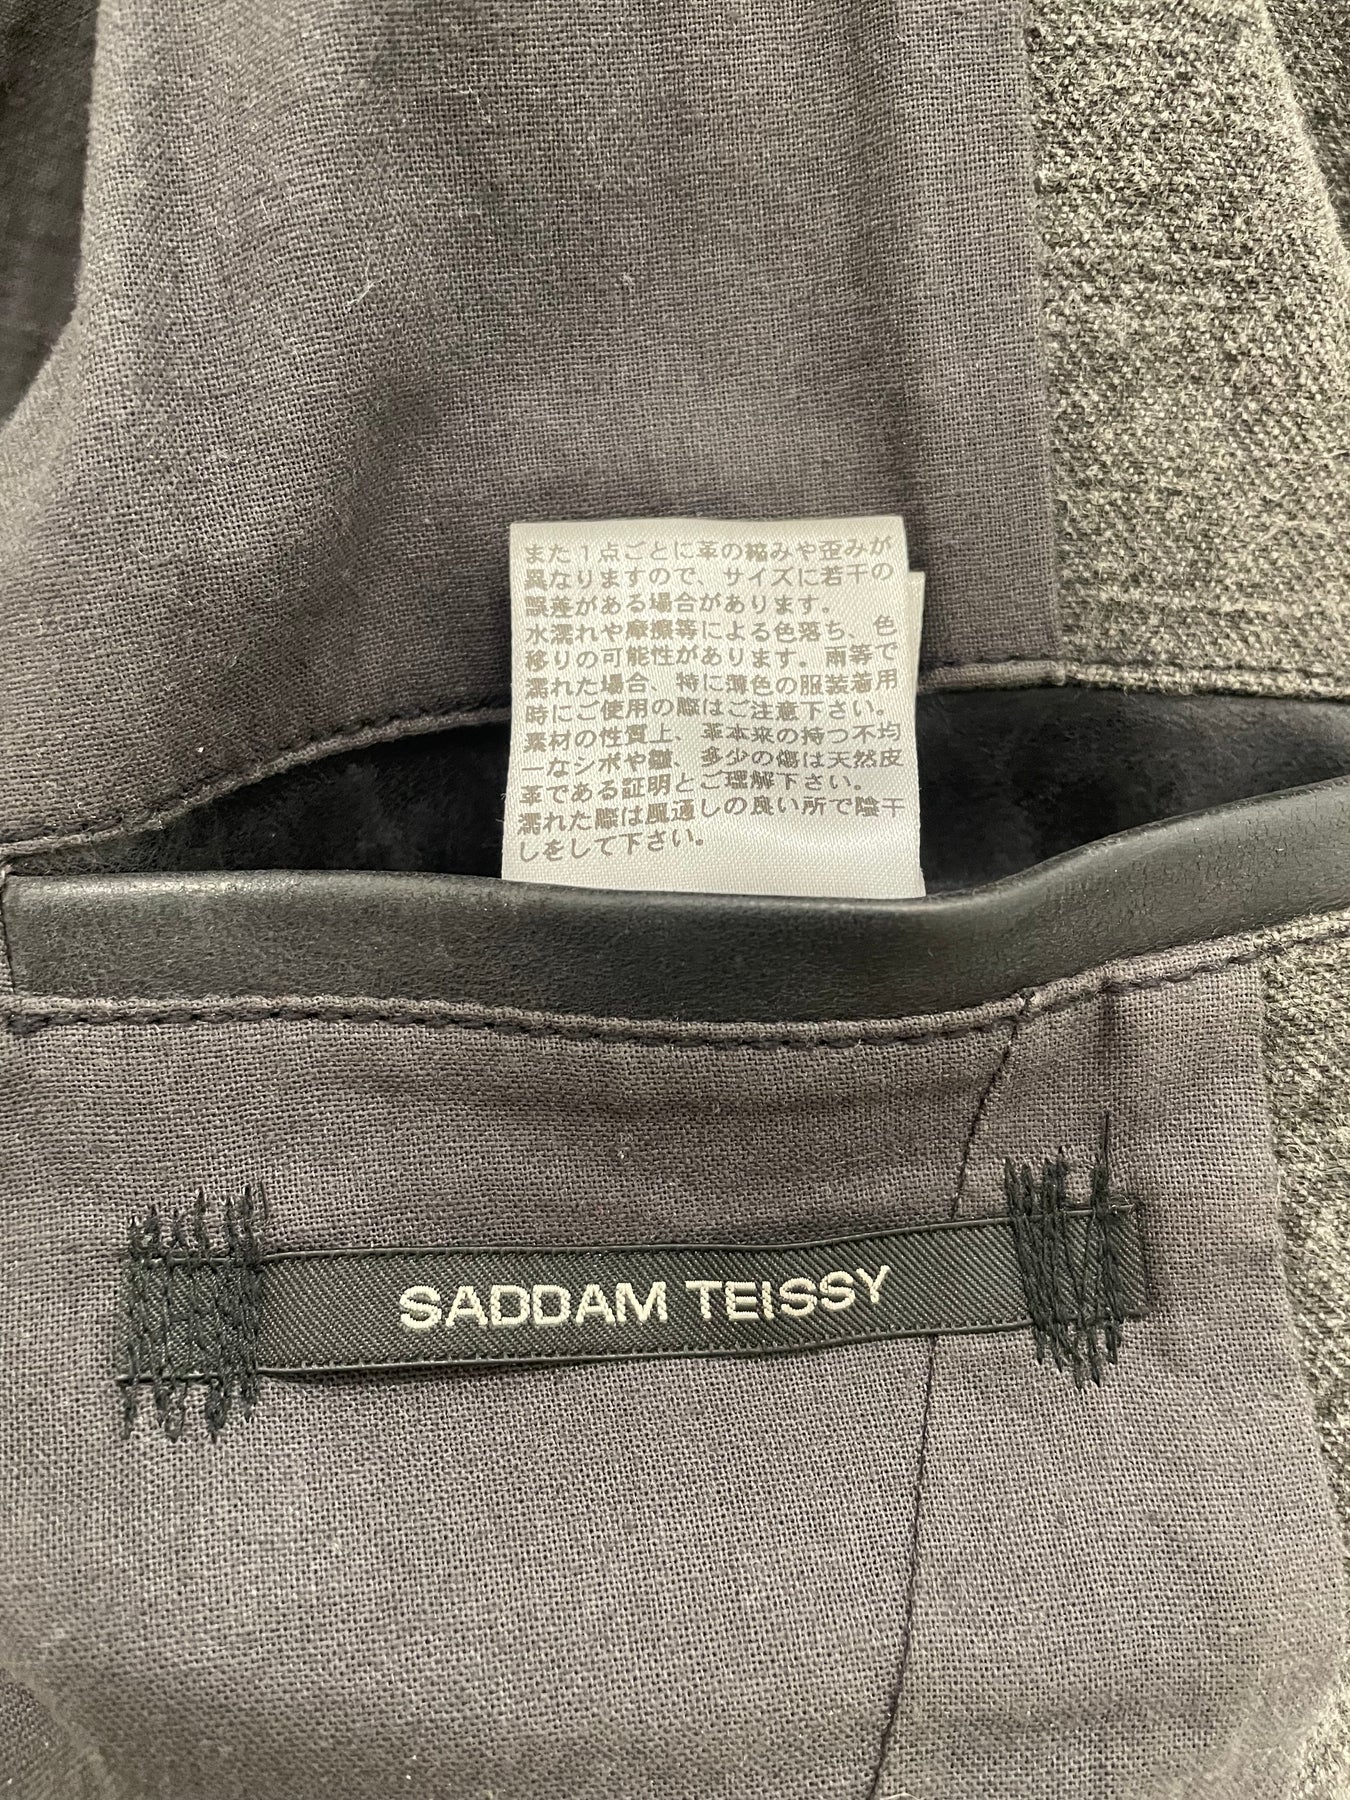 また1点ごとに革の縮みや歪みが
異なりますので、サイズに若干の
誤差がある場合があります。
水濡れや摩擦等による色落ち、色
移りの可能性があります。雨等で
濡れた場合、特に薄色の服装着用
時にご使用の際はご注意下さい。
素材の性質上、革本来の持つ不均
一なシボや皺、多少の傷は天然皮
革である証明とご理解下さい。
濡れた際は風通しの良い所で陰干
しをして下さい。
SADDAM TEISSY